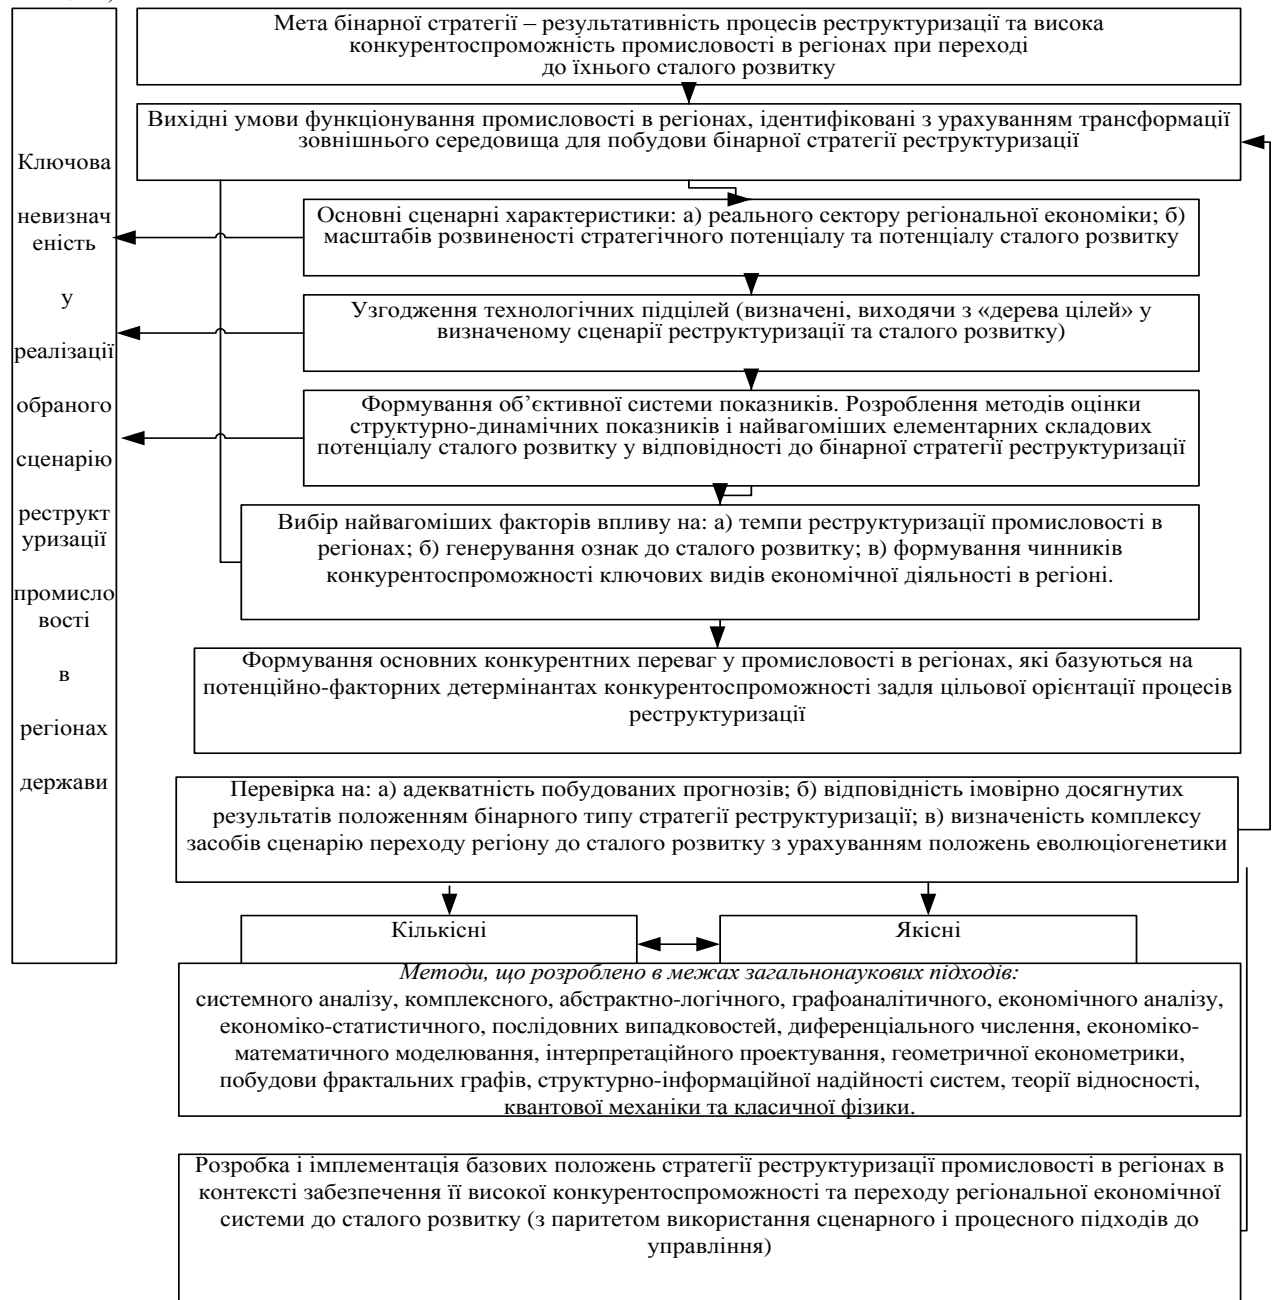 Мета бінарної стратегії – результативність процесів реструктуризації та висока
конкурентоспроможність промисловості в регіонах при переході
до їхнього сталого розвитку
Вихідні умови функціонування промисловості в регіонах, ідентифіковані з урахуванням трансформації
зовнішнього середовища для побудови бінарної стратегії реструктуризації
Ключова
невизнач
еність
у
реалізації
обраного
сценарію
реструкт
уризації
промисло
вості
в
регіонах
держави
Основні сценарні характеристики: а) реального сектору регіональної економіки; б)
масштабів розвиненості стратегічного потенціалу та потенціалу сталого розвитку
Узгодження технологічних підцілей (визначені, виходячи з «дерева цілей» у
визначеному сценарії реструктуризації та сталого розвитку)
Формування об’єктивної системи показників. Розроблення методів оцінки
структурно-динамічних показників і найвагоміших елементарних складових
потенціалу сталого розвитку у відповідності до бінарної стратегії реструктуризації
Вибір найвагоміших факторів впливу на: а) темпи реструктуризації промисловості в
регіонах; б) генерування ознак до сталого розвитку; в) формування чинників
конкурентоспроможності ключових видів економічної діяльності в регіоні.
Формування основних конкурентних переваг у промисловості в регіонах, які базуються на
потенційно-факторних детермінантах конкурентоспроможності задля цільової орієнтації процесів
реструктуризації
Перевірка на: а) адекватність побудованих прогнозів; б) відповідність імовірно досягнутих
результатів положенням бінарного типу стратегії реструктуризації; в) визначеність комплексу
засобів сценарію переходу регіону до сталого розвитку з урахуванням положень еволюціогенетики
Кількісні
Якісні
Методи, що розроблено в межах загальнонаукових підходів:
системного аналізу, комплексного, абстрактно-логічного, графоаналітичного, економічного аналізу,
економіко-статистичного, послідовних випадковостей, диференціального числення, економіко-
математичного моделювання, інтерпретаційного проектування, геометричної економетрики,
побудови фрактальних графів, структурно-інформаційної надійності систем, теорії відносності,
квантової механіки та класичної фізики.
Розробка і імплементація базових положень стратегії реструктуризації промисловості в регіонах в
контексті забезпечення її високої конкурентоспроможності та переходу регіональної економічної
системи до сталого розвитку (з паритетом використання сценарного і процесного підходів до
управління)